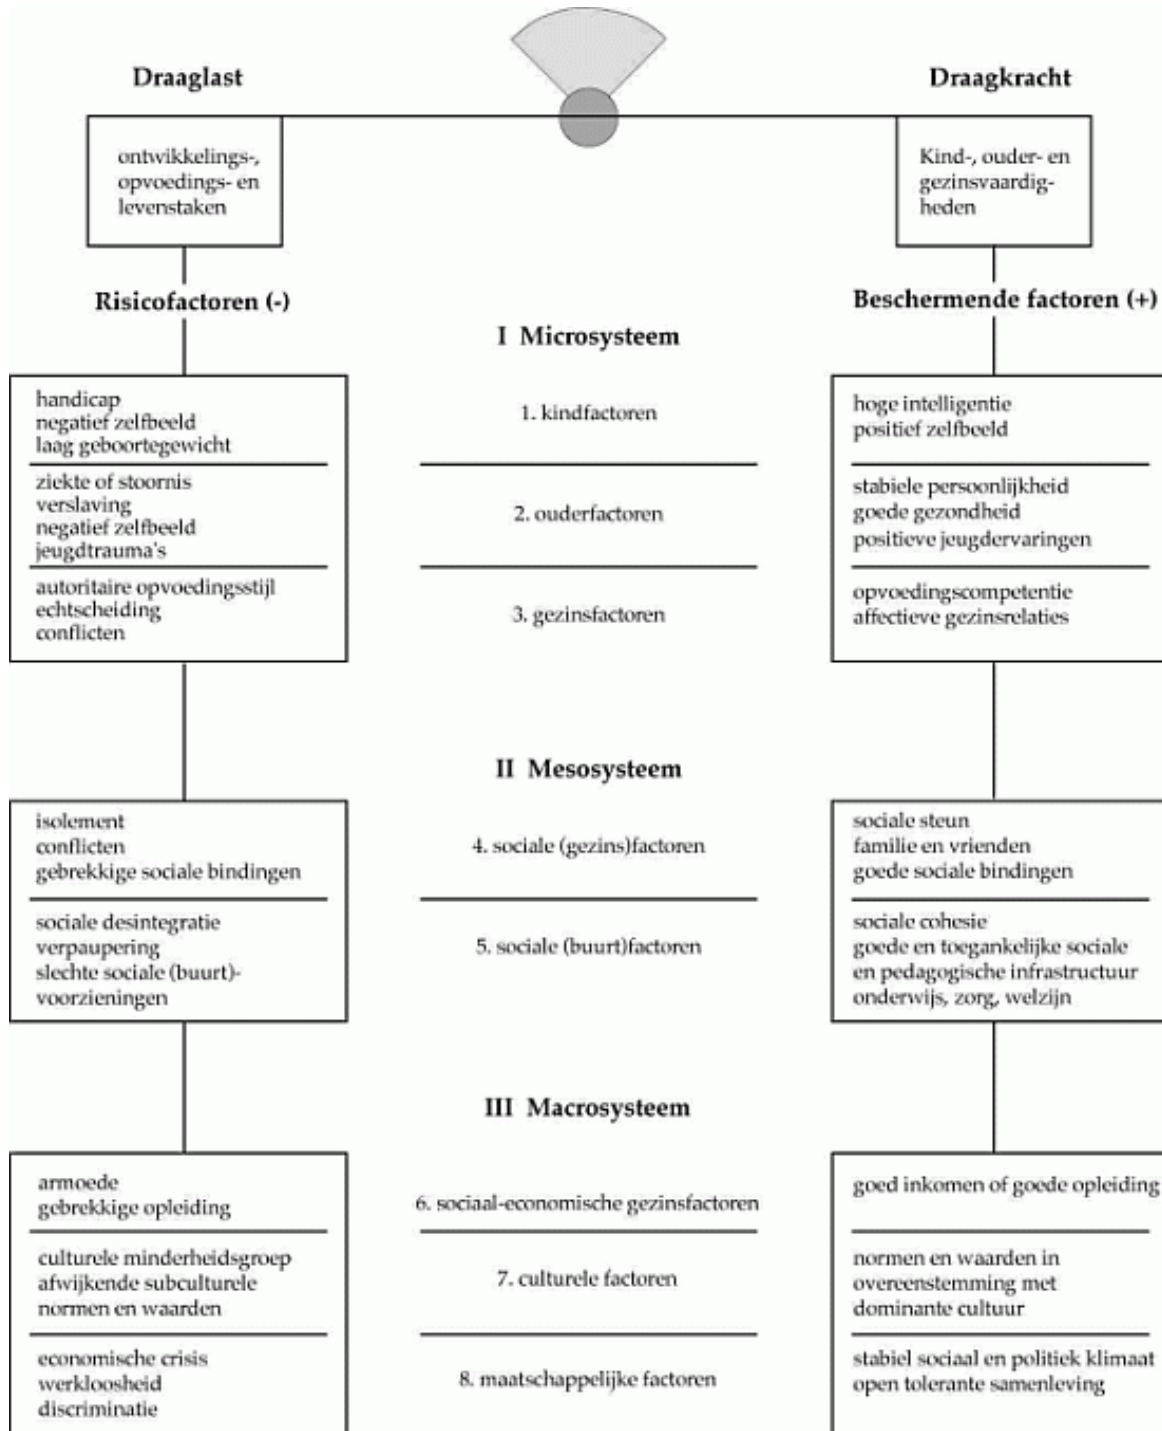 Draaglast
Draagkracht
ontwikkelings-,
opvoedings- en
levenstaken
Kind-, ouder- en
gezinsvaardig-
heden
Risicofactoren (-)
Beschermende factoren (+)
I Microsysteem
handicap
negatief zelfbeeld
laag geboortegewicht
1. kindfactoren
hoge intelligentie
positief zelfbeeld
ziekte of stoornis
verslaving
negatief zelfbeeld
jeugdtrauma's
2. ouderfactoren
stabiele persoonlijkheid
goede gezondheid
positieve jeugdervaringen
autoritaire opvoedingsstijl
echtscheiding
conflicten
3. gezinsfactoren
opvoedingscompetentie
affectieve gezinsrelaties
II Mesosysteem
isolement
conflicten
gebrekkige sociale bindingen
4. sociale (gezins)factoren
sociale steun
familie en vrienden
goede sociale bindingen
sociale desintegratie
verpaupering
slechte sociale (buurt)-
voorzieningen
5. sociale (buurt)factoren
sociale cohesie
goede en toegankelijke sociale
en pedagogische infrastructuur
onderwijs, zorg, welzijn
III Macrosysteem
armoede
gebrekkige opleiding
6. sociaal-economische gezinsfactoren
goed inkomen of goede opleiding
culturele minderheidsgroep
afwijkende subculturele
normen en waarden
7. culturele factoren
normen en waarden in
overeenstemming met
dominante cultuur
economische crisis
werkloosheid
discriminatie
8. maatschappelijke factoren
stabiel sociaal en politiek klimaat
open tolerante samenleving